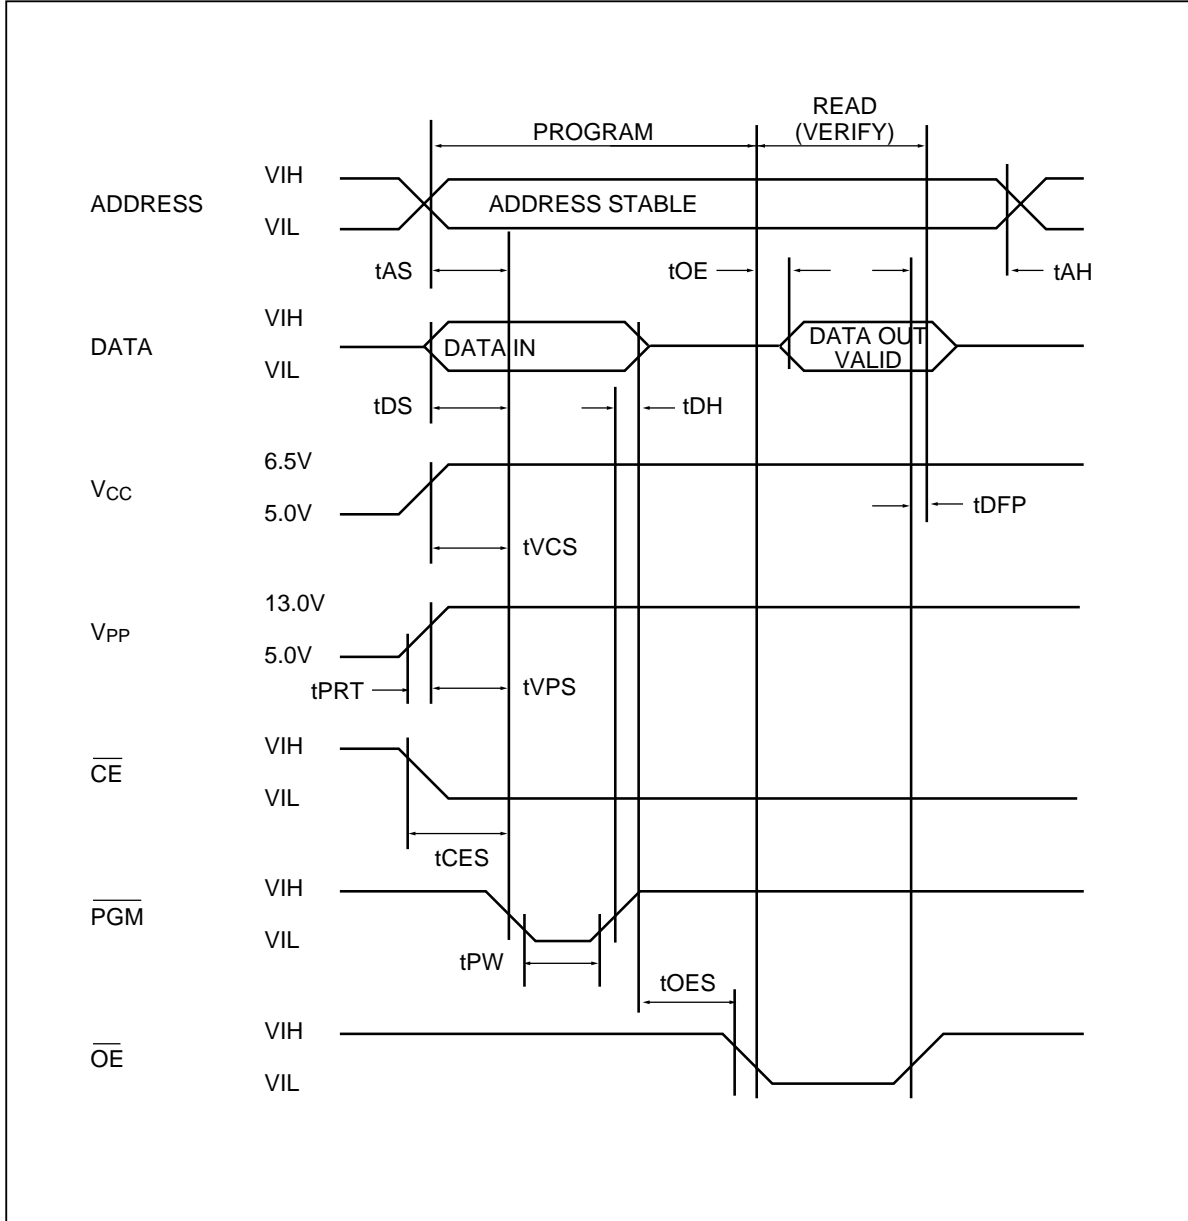 READ
PROGRAM (VERIFY)
VIH
ADDRESS ADDRESS STABLE
VIL
tAS tOE tAH
VIH
DATA DATA IN DATA OUT
VALID
VIL
tDS tDH
6.5V
VCC
5.0V tDFP
tVCS
13.0V
VPP
5.0V
tPRT tVPS
VIH
CE
VIL
tCES
VIH
PGM
VIL
tPW
tOES
VIH
OE
VIL